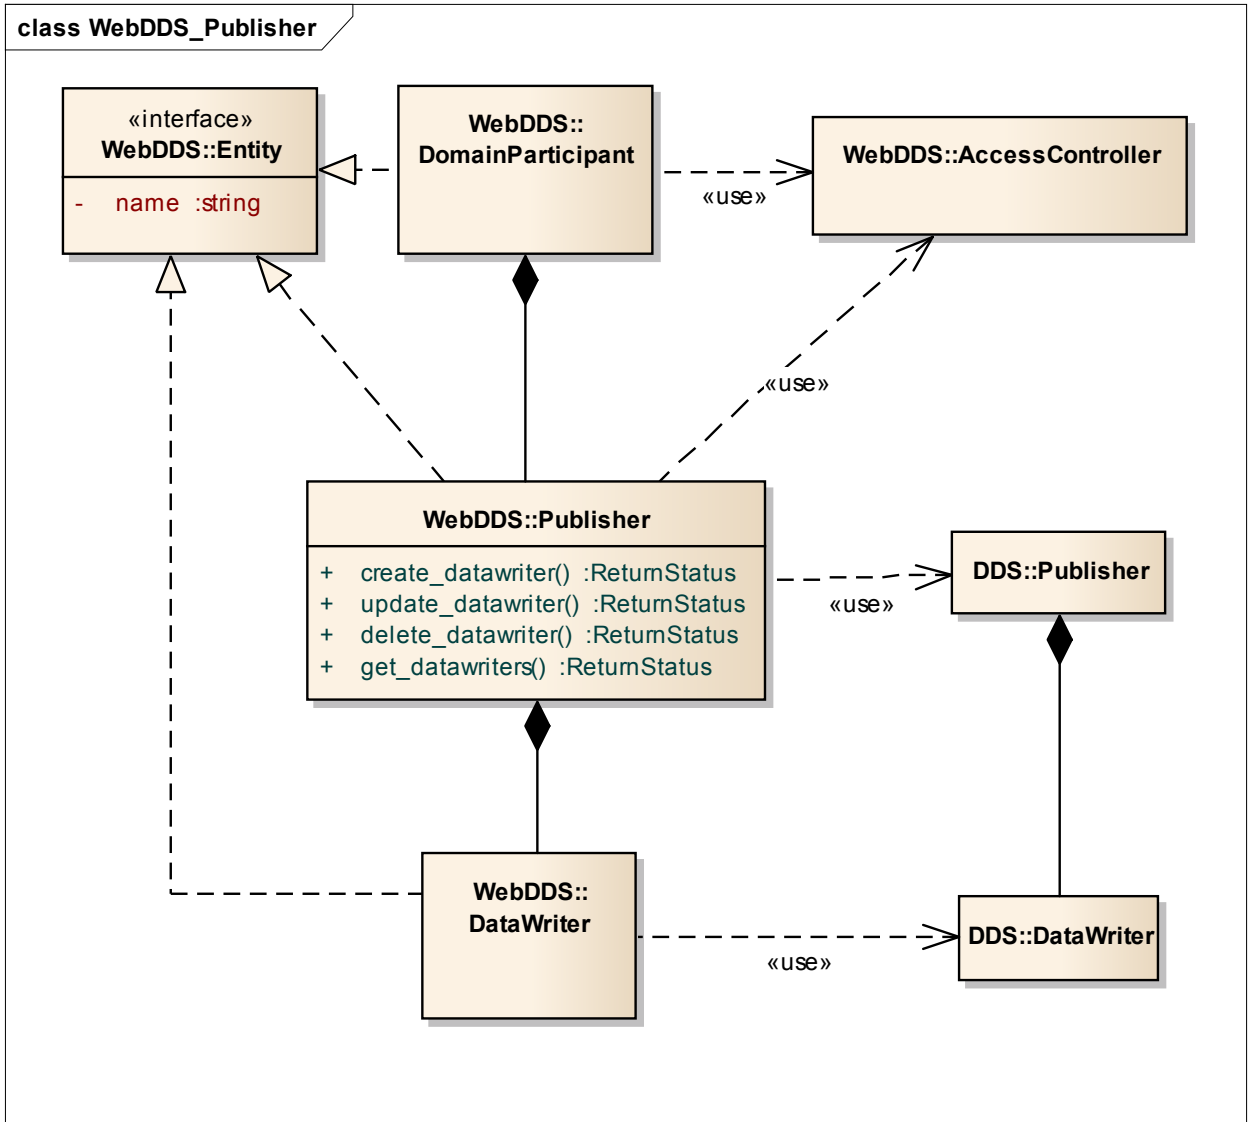 class WebDDS_Publisher
«interface»
WebDDS::Entity
- name :string
WebDDS::
DomainParticipant
WebDDS::AccessController
«use»
«use»
WebDDS::Publisher
+ create_datawriter() :ReturnStatus
+ update_datawriter() :ReturnStatus
+ delete_datawriter() :ReturnStatus
+ get_datawriters() :ReturnStatus
DDS::Publisher
«use»
WebDDS::
DataWriter
DDS::DataWriter
«use»